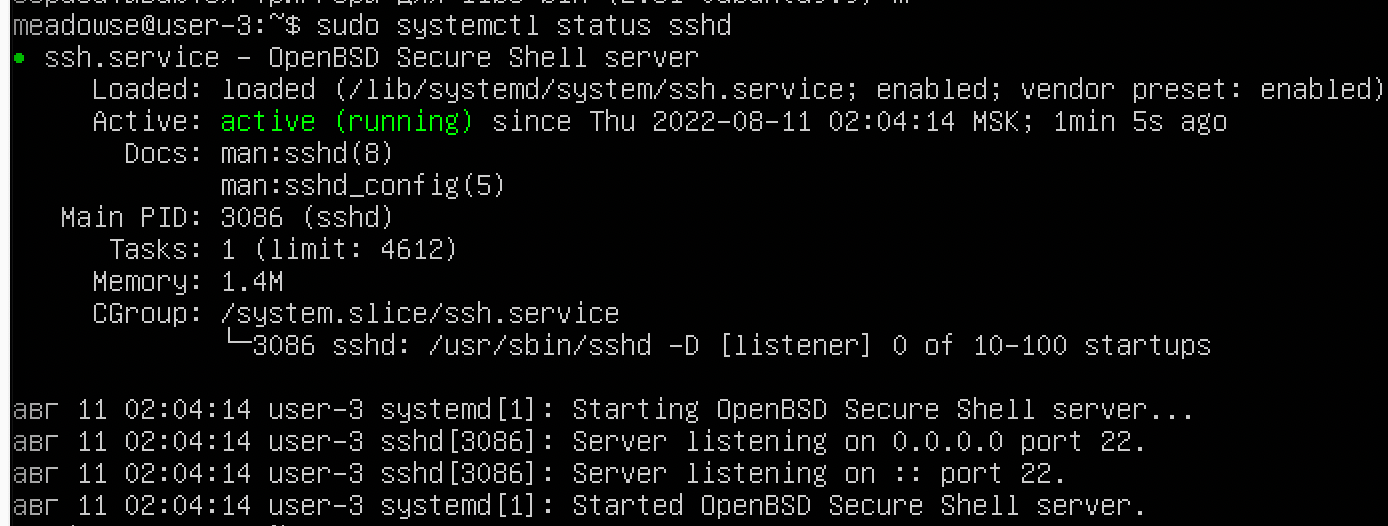 meadowse@user-3:~$ sudo systemctl status sshd
● ssh.service - OpenBSD Secure Shell server
Loaded: loaded (/lib/systemd/system/ssh.service; enabled; vendor preset: enabled)
Active: active (running) since Thu 2022-08-11 02:04:14 MSK; 1min 5s ago
Docs: man:sshd(8)
man:sshd_config(5)
Main PID: 3086 (sshd)
Tasks: 1 (limit: 4612)
Memory: 1.4M
CGroup: /system.slice/ssh.service
└─3086 sshd: /usr/sbin/sshd -D [listener] 0 of 10-100 startups
авг 11 02:04:14 user-3 systemd[1]: Starting OpenBSD Secure Shell server...
авг 11 02:04:14 user-3 sshd[3086]: Server listening on 0.0.0.0 port 22.
авг 11 02:04:14 user-3 sshd[3086]: Server listening on :: port 22.
авг 11 02:04:14 user-3 systemd[1]: Started OpenBSD Secure Shell server.